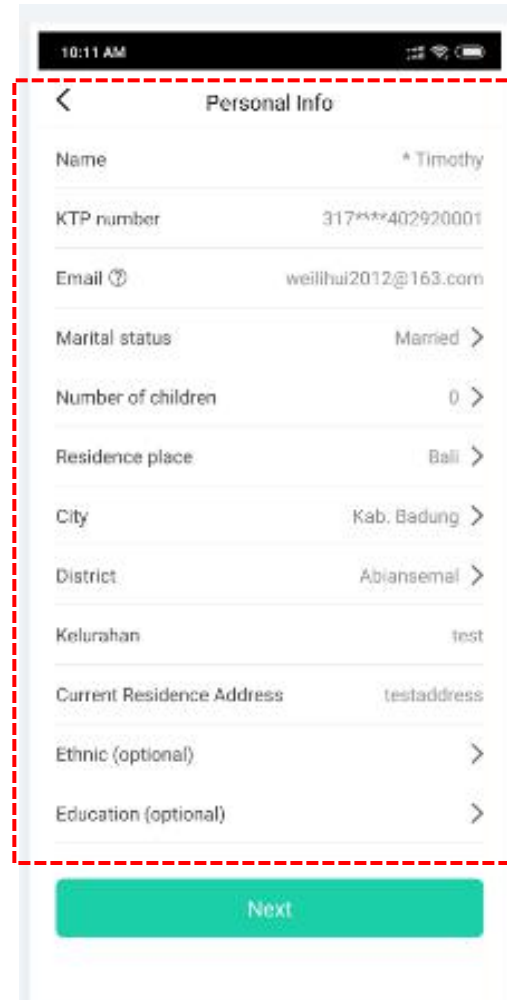 10:11 AM
Personal Info
Name * Timothy
KTP number 317****402920001
Email ? weilihui2012@163.com
Marital status Married >
Number of children 0 >
Residence place Bali >
City Kab. Badung >
District Abiansemal >
Kelurahan test
Current Residence Address testaddress
Ethnic (optional) >
Education (optional) >
Next